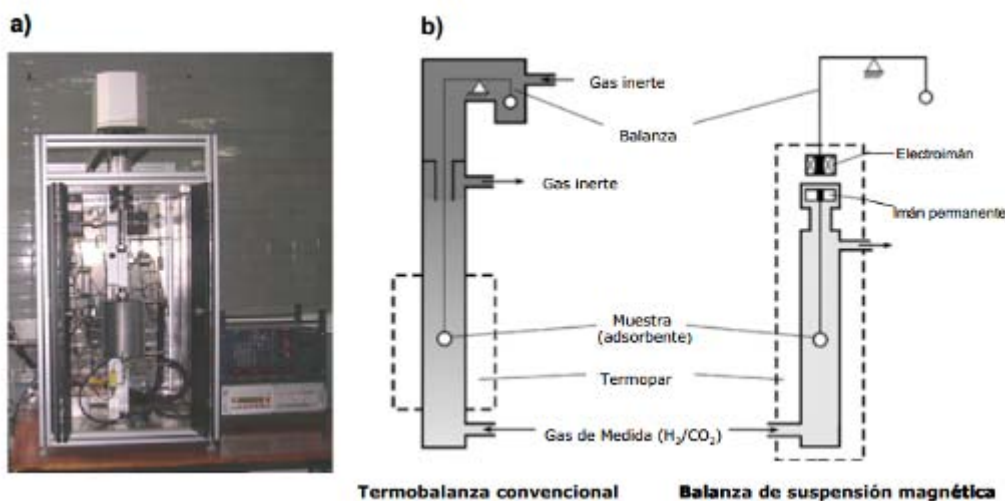 a)
b)
Gas inerte
Balanza
Electroimán
Gas inerte
Imán permanente
Muestra
(adsorbente)
Termopar
Gas de Medida (H₂/CO₂)
Termobalanza convencional
Balanza de suspensión magnética